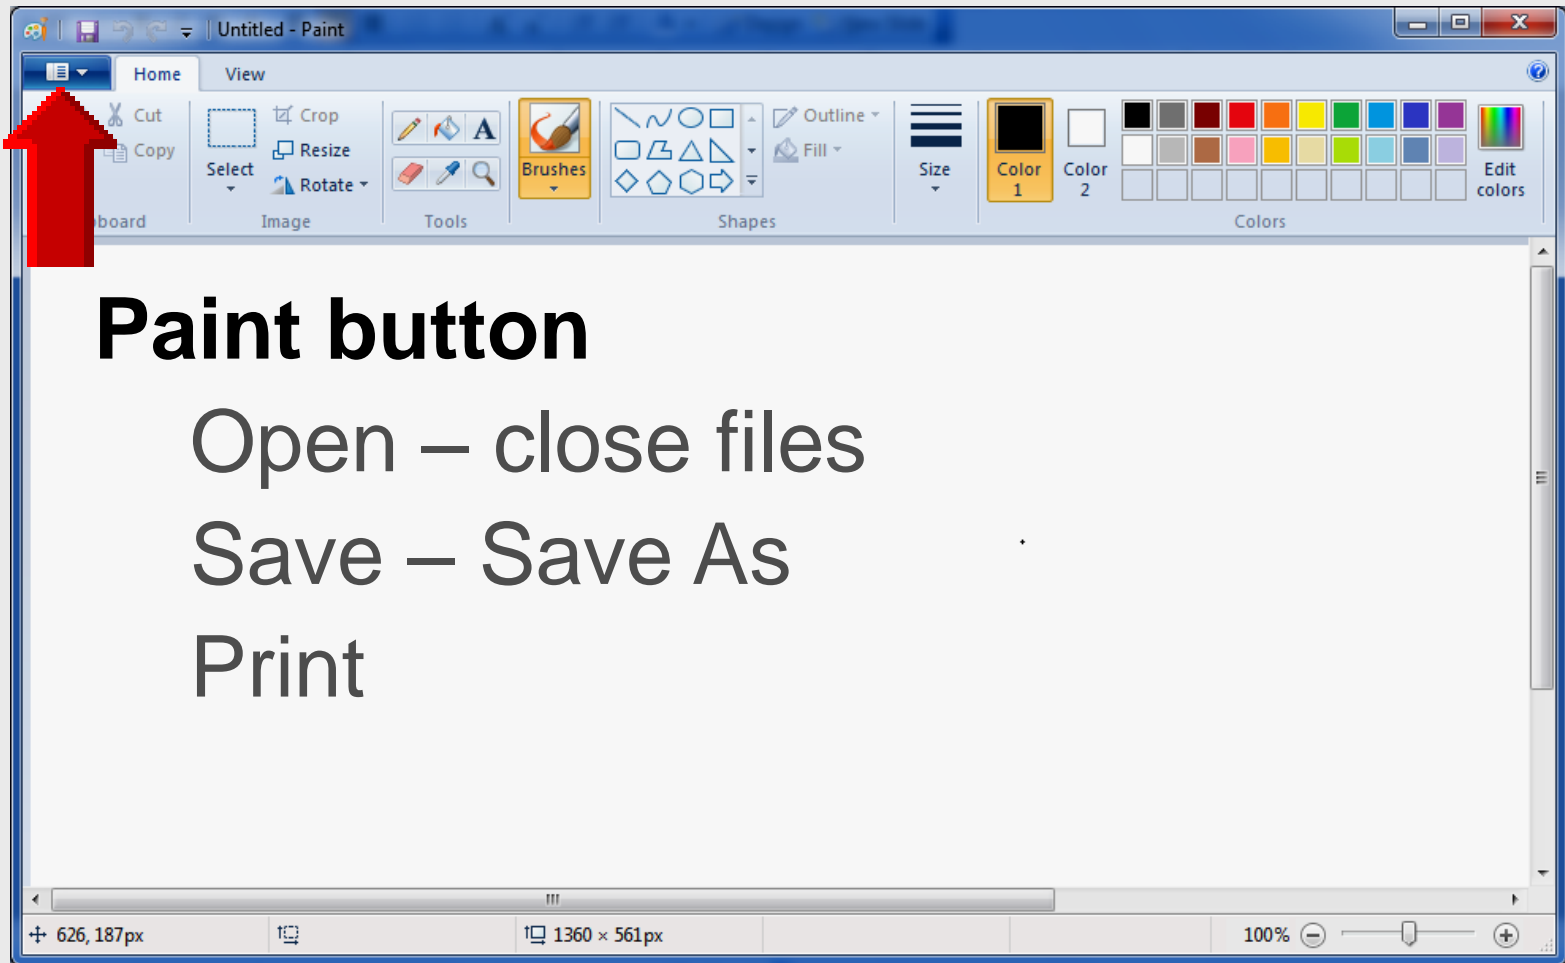 Untitled - Paint
Home View
Cut
Copy
Select
Crop
Resize
Rotate
A
Brushes
Outline
Fill
Size
Color 1
Color 2
Edit colors
Image
Tools
Shapes
Colors
Paint button
Open – close files
Save – Save As
Print
626, 187px
1360 × 561px
100%